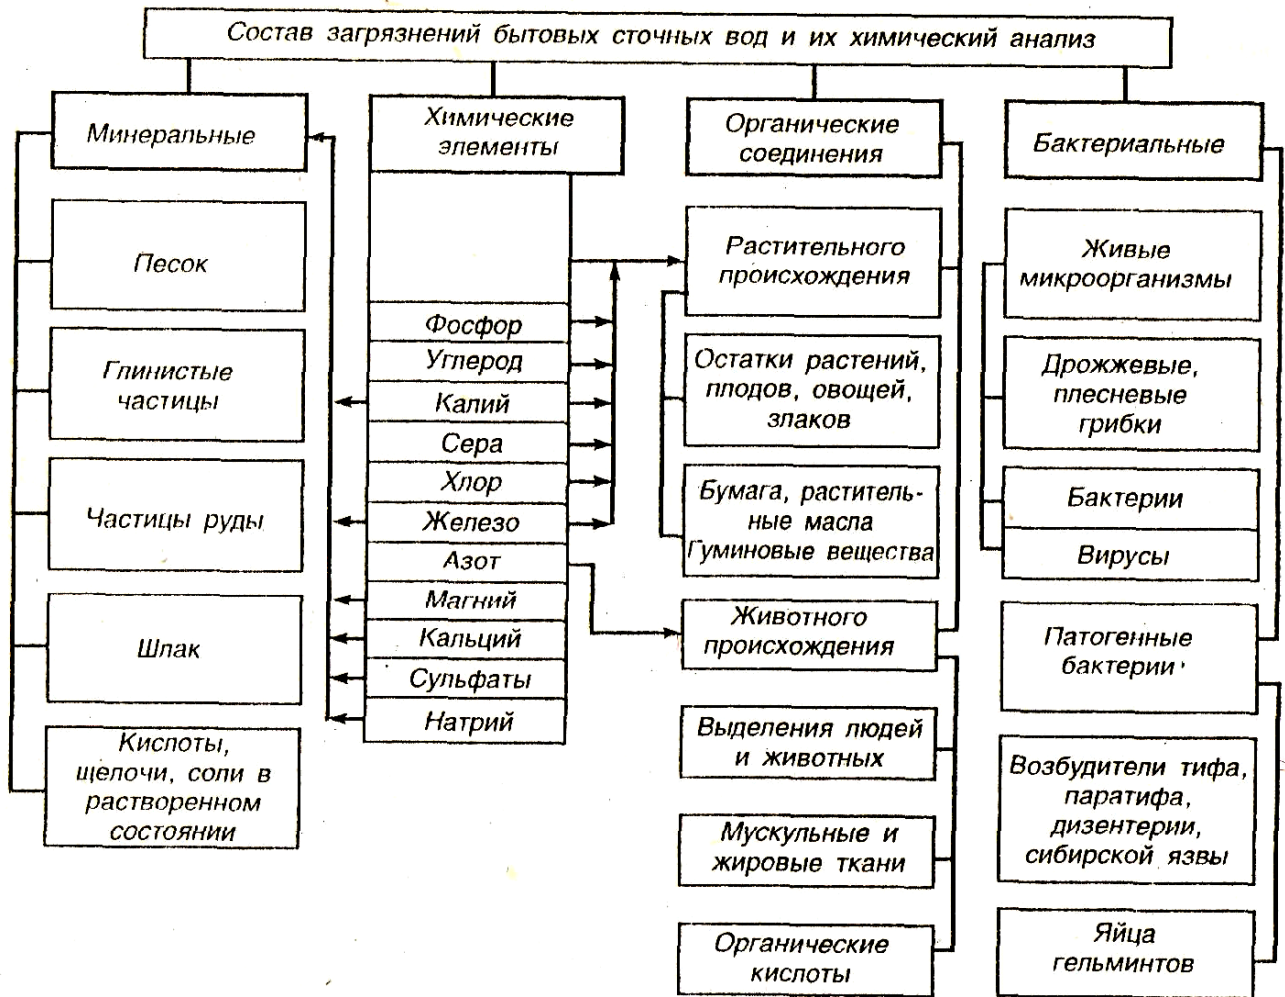 Состав загрязнений бытовых сточных вод и их химический анализ
Минеральные
Песок
Глинистые
частицы
Частицы руды
Шлак
Кислоты,
щелочи, соли в
растворенном
состоянии
Химические
элементы
Фосфор
Углерод
Калий
Сера
Хлор
Железо
Азот
Магний
Кальций
Сульфаты
Натрий
Органические
соединения
Растительного
происхождения
Остатки растений,
плодов, овощей,
злаков
Бумага, раститель-
ные масла
Гуминовые вещества
Животного
происхождения
Выделения людей
и животных
Мускульные и
жировые ткани
Органические
кислоты
Бактериальные
Живые
микроорганизмы
Дрожжевые,
плесневые
грибки
Бактерии
Вирусы
Патогенные
бактерии
Возбудители тифа,
паратифа,
дизентерии,
сибирской язвы
Яйца
гельминтов